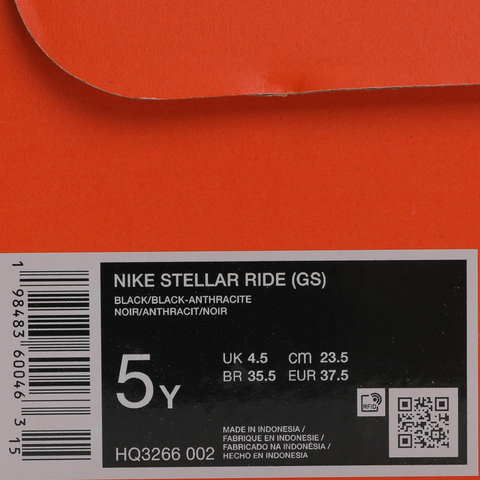 NIKE STELLAR RIDE (GS)
BLACK/BLACK-ANTHRACITE
NOIR/ANTHRACIT/NOIR
5Y
UK 4.5 cm 23.5
BR 35.5 EUR 37.5
RFID
MADE IN INDONESIA /
FABRIQUE EN INDONESIE /
FABRICADO NA INDONÉSIA /
HECHO EN INDONESIA
HQ3266 002
1 98483 60046 3 15